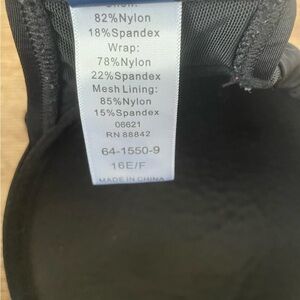 Shell:
82%Nylon
18%Spandex
Wrap:
78%Nylon
22%Spandex
Mesh Lining:
85%Nylon
15%Spandex
06621
RN 88842
64-1550-9
16E/F
MADE IN CHINA